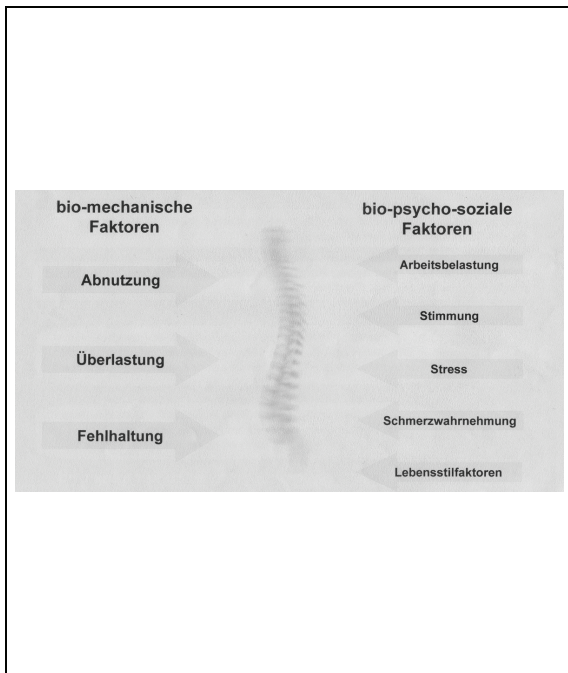 bio-mechanische
Faktoren
Abnutzung
Überlastung
Fehlhaltung
bio-psycho-soziale
Faktoren
Arbeitsbelastung
Stimmung
Stress
Schmerzwahrnehmung
Lebensstilfaktoren